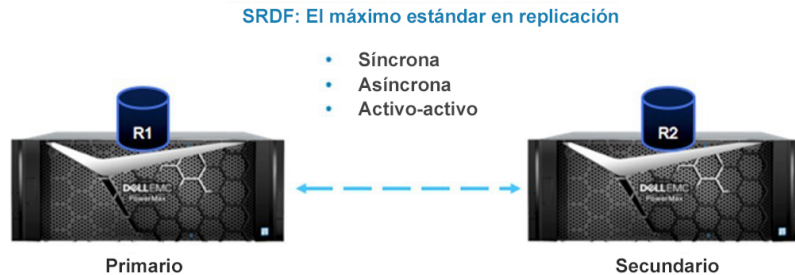 SRDF: El máximo estándar en replicación
• Síncrona
• Asíncrona
• Activo-activo
R1
R2
DELLEMC
PowerMax
DELLEMC
PowerMax
Primario
Secundario